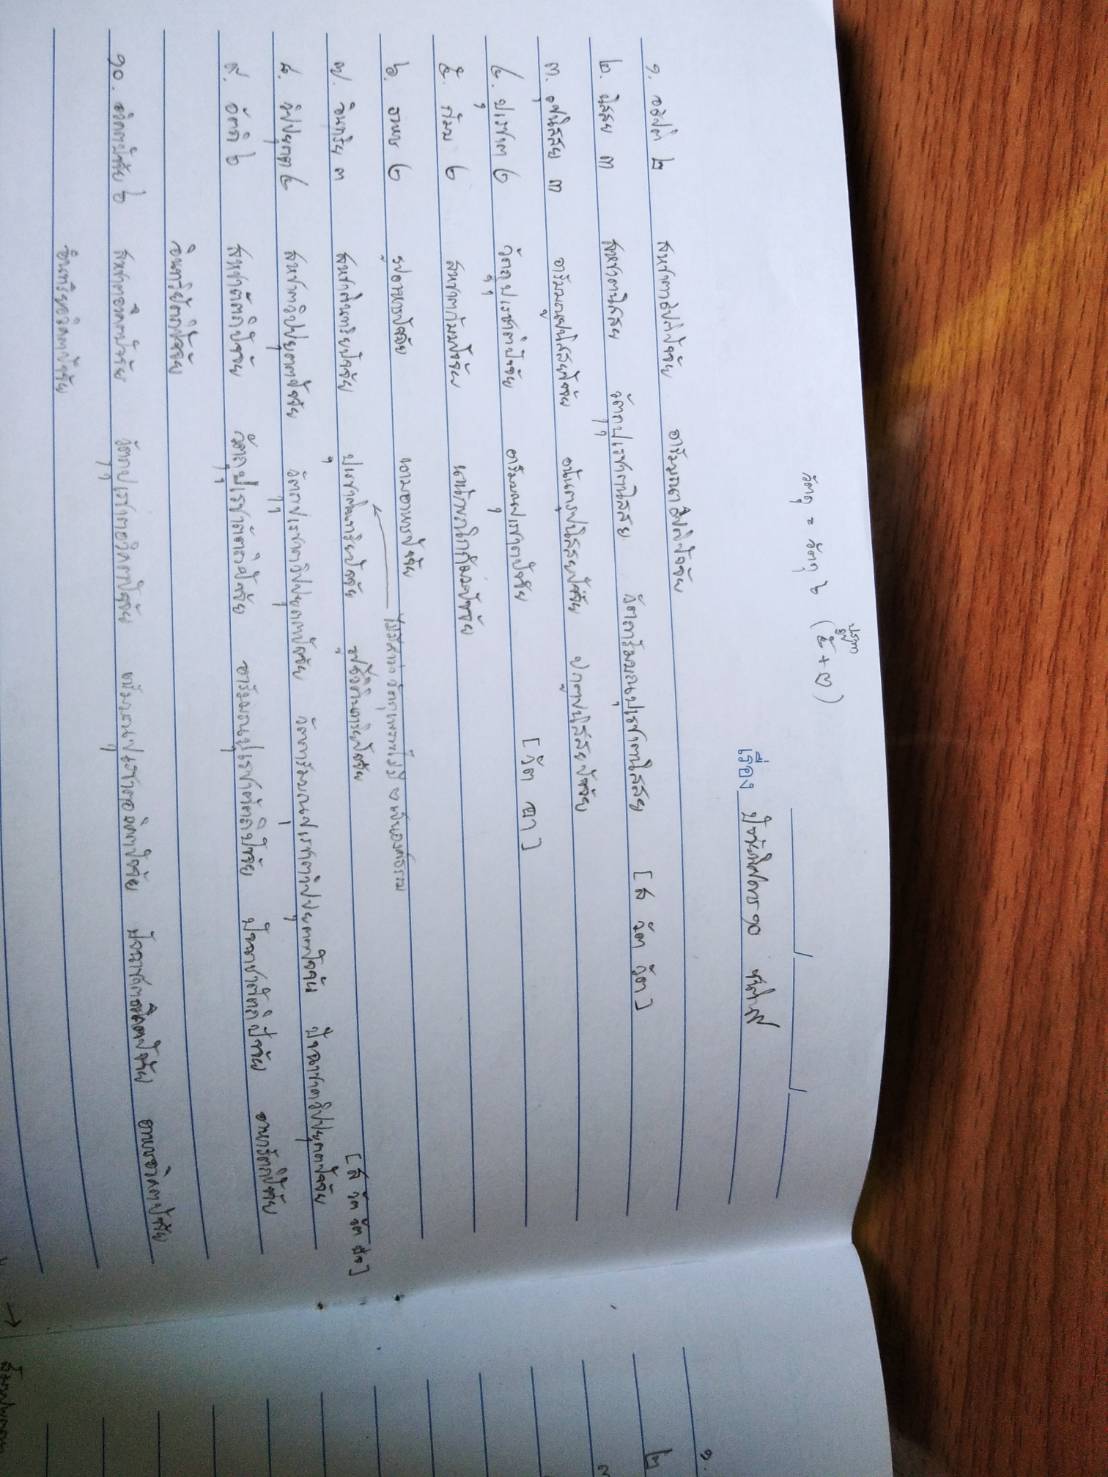 ปสาท
รูป
วัตถุ = วัตถุ ๖ (๕+๑)
เรื่อง ปัจจัยพิสดาร ๑๐
๑. อธิปติ ๒ สหชาตาธิปติปัจจัย อารัมมณาธิปติปัจจัย
๒. นิสสย ๓ สหชาตนิสสย วัตถุปุเรชาตนิสสย วัตถารัมมณปุเรชาตนิสสย [ส วัต วัตา]
๓. อุปนิสสย ๓ อารัมมณูปนิสสยปัจจัย อนันตรูปนิสสยปัจจัย ปกตูปนิสสยปัจจัย
๔. ปุเรชาต ๒ วัตถุปุเรชาตปัจจัย อารัมมณปุเรชาตปัจจัย [วัต อา]
๕. กัมม ๒ สหชาตกัมมปัจจัย นานักขณิกกัมมปัจจัย
๖. อาหาร ๒ รูปอาหารปัจจัย นามอาหารปัจจัย
ไม่มีคำว่า วัตถุเพราะไม่มี ๑ เป็นองค์ธรรม
๗. อินทริย ๓ สหชาตินทริยปัจจัย ปุเรชาตินทริยปัจจัย รูปชีวิตินทริยปัจจัย
[ส วัต วัต ปัจ]
๘. วิปปยุตต ๔ สหชาตวิปปยุตตปัจจัย วัตถุปุเรชาตวิปปยุตตปัจจัย วัตถารัมมณปุเรชาตวิปปยุตตปัจจัย ปัจฉาชาตวิปปยุตตปัจจัย
๙. อัตถิ ๖ สหชาตัตถิปัจจัย วัตถุปุเรชาตัตถิปัจจัย อารัมมณปุเรชาตัตถิปัจจัย ปัจฉาชาตัตถิปัจจัย อาหารัตถิปัจจัย
อินทริยัตถิปัจจัย
๑๐. อวิคตปัจจัย ๖ สหชาตอวิคตปัจจัย วัตถุปุเรชาตอวิคตปัจจัย อารัมมณปุเรชาตอวิคตปัจจัย ปัจฉาชาตอวิคตปัจจัย อาหารอวิคตปัจจัย
อินทริยอวิคตปัจจัย
๑.
๒